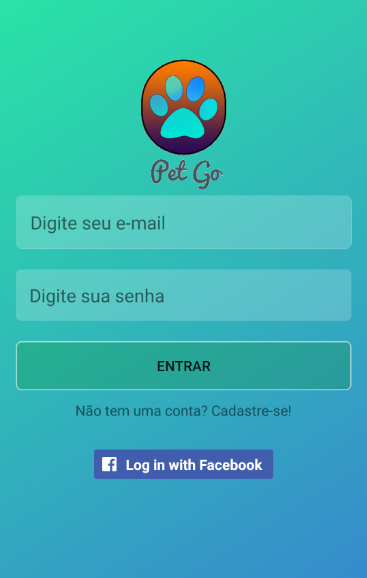 Pet Go
Digite seu e-mail
Digite sua senha
ENTRAR
Não tem uma conta? Cadastre-se!
Log in with Facebook